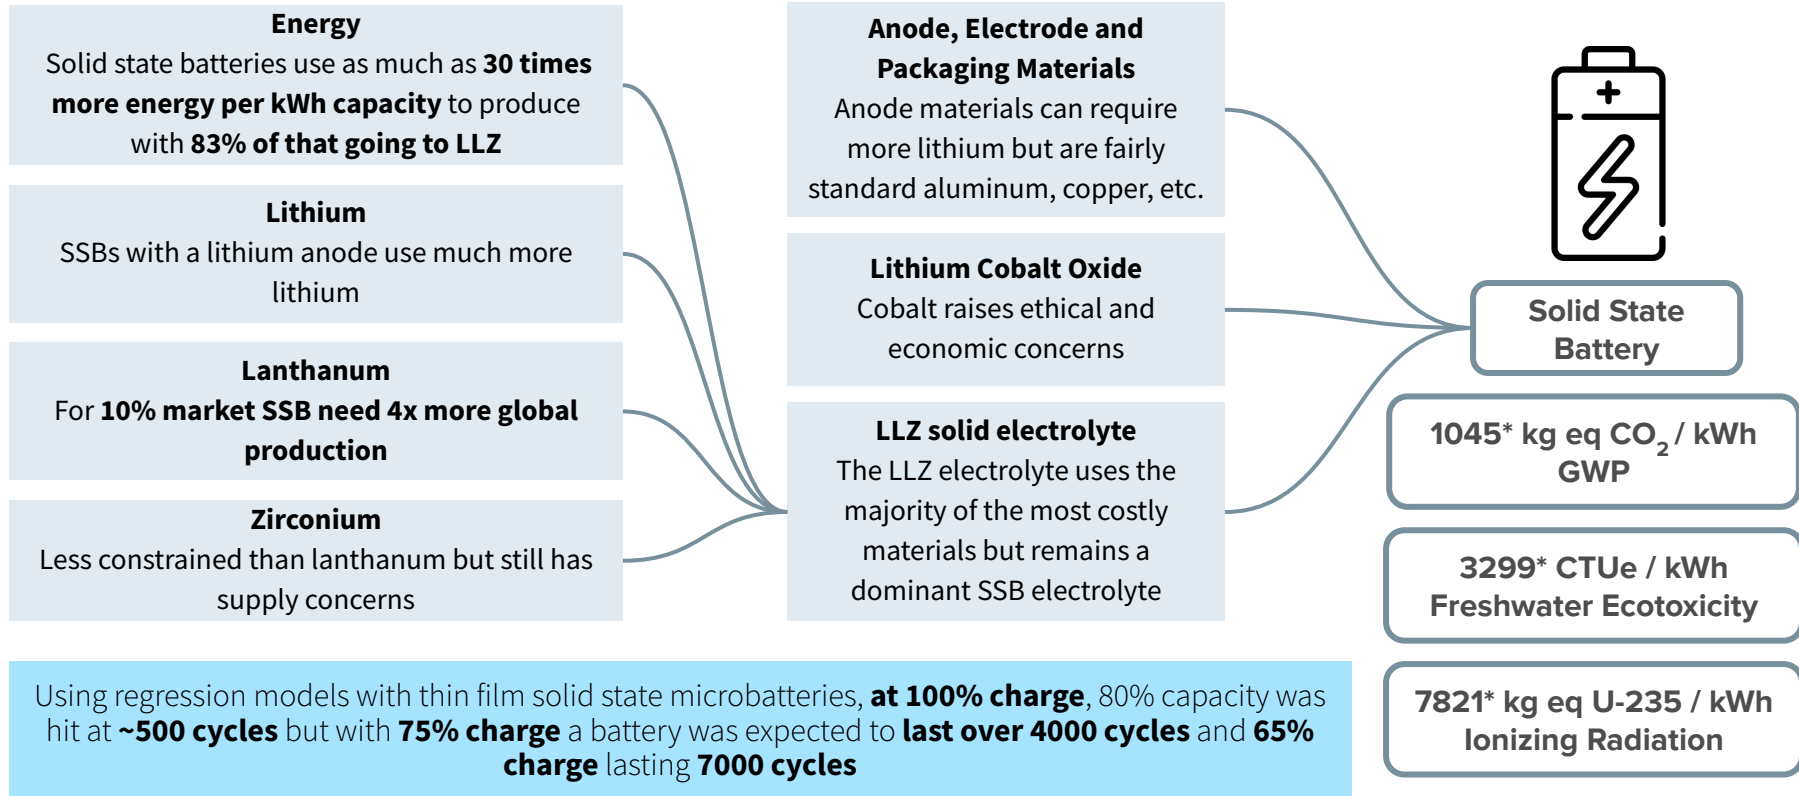 Energy
Solid state batteries use as much as 30 times
more energy per kWh capacity to produce
with 83% of that going to LLZ
Lithium
SSBs with a lithium anode use much more
lithium
Lanthanum
For 10% market SSB need 4x more global
production
Zirconium
Less constrained than lanthanum but still has
supply concerns
Anode, Electrode and
Packaging Materials
Anode materials can require
more lithium but are fairly
standard aluminum, copper, etc.
Lithium Cobalt Oxide
Cobalt raises ethical and
economic concerns
LLZ solid electrolyte
The LLZ electrolyte uses the
majority of the most costly
materials but remains a
dominant SSB electrolyte
Solid State
Battery
1045* kg eq CO₂ / kWh
GWP
3299* CTUe / kWh
Freshwater Ecotoxicity
7821* kg eq U-235 / kWh
Ionizing Radiation
Using regression models with thin film solid state microbatteries, at 100% charge, 80% capacity was
hit at ~500 cycles but with 75% charge a battery was expected to last over 4000 cycles and 65%
charge lasting 7000 cycles